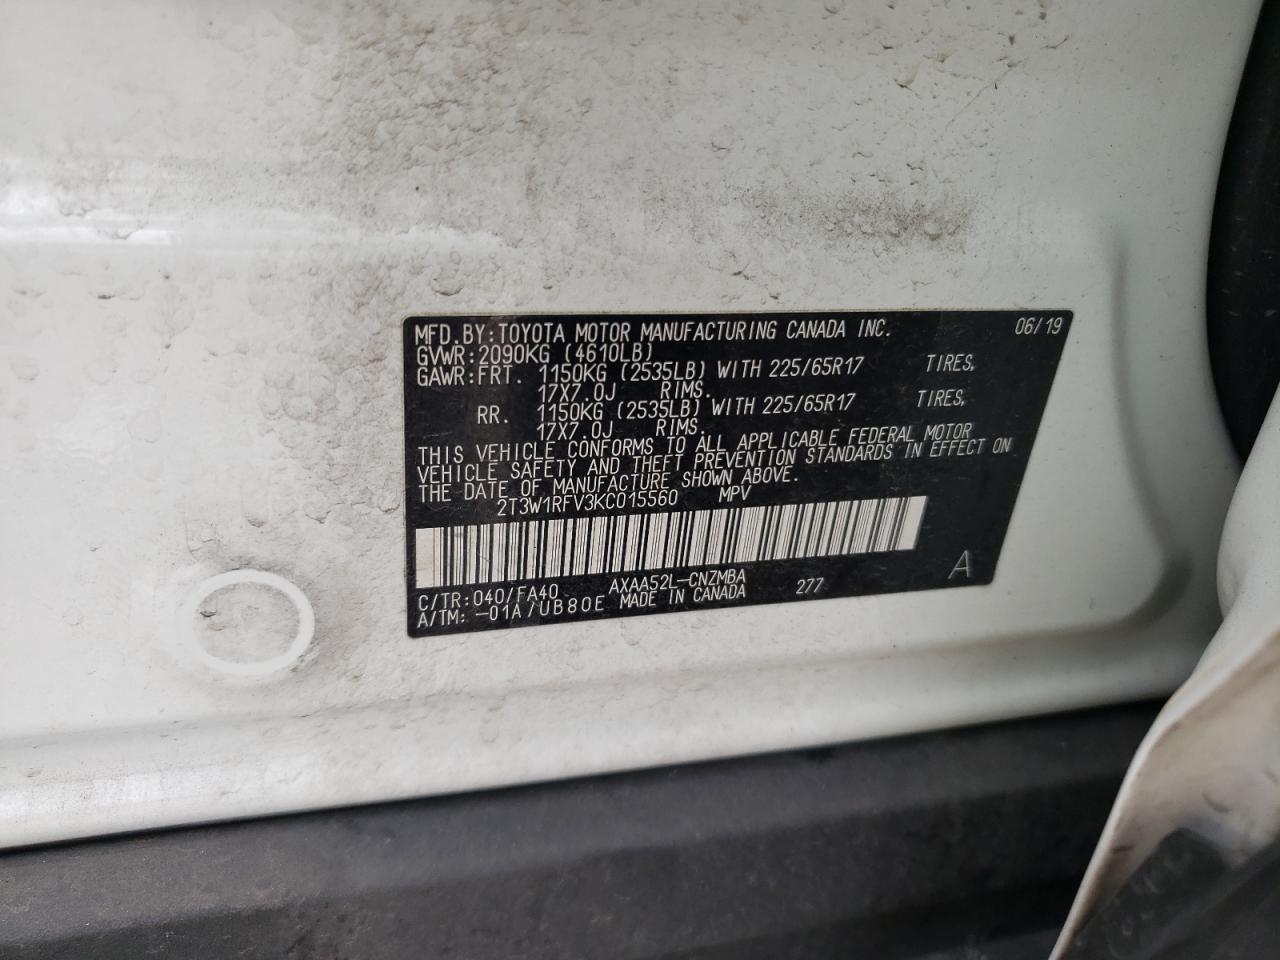 MFD.BY:TOYOTA MOTOR MANUFACTURING CANADA INC. 06/19
GVWR:2090KG (4610LB)
GAWR:FRT. 1150KG (2535LB) WITH 225/65R17 TIRES,
17X7.0J RIMS.
RR. 1150KG (2535LB) WITH 225/65R17 TIRES,
17X7.0J RIMS.
THIS VEHICLE CONFORMS TO ALL APPLICABLE FEDERAL MOTOR
VEHICLE SAFETY AND THEFT PREVENTION STANDARDS IN EFFECT ON
THE DATE OF MANUFACTURE SHOWN ABOVE.
2T3W1RFV3KC015560 MPV
C/TR:040/FA40 AXAA52L-CNZMBA 277 A
A/TM: -01A/UB80E MADE IN CANADA